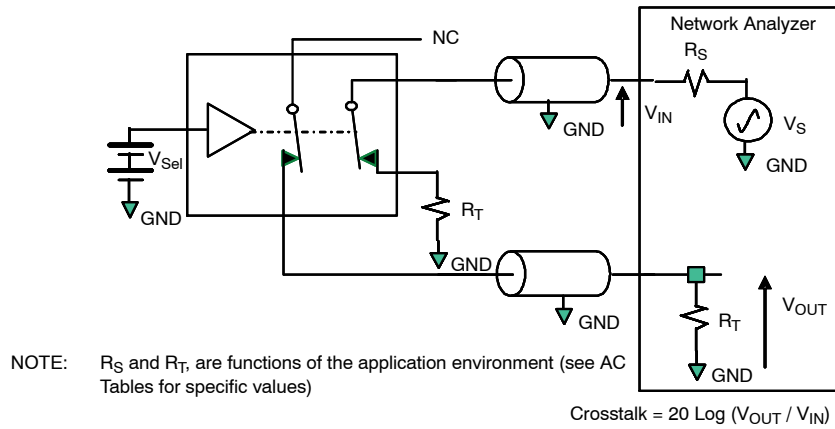 Network Analyzer
NC
R_S
V_IN
V_S
GND
GND
V_Sel
GND
R_T
GND
GND
R_T
V_OUT
GND
NOTE: R_S and R_T, are functions of the application environment (see AC
Tables for specific values)
Crosstalk = 20 Log (V_OUT / V_IN)